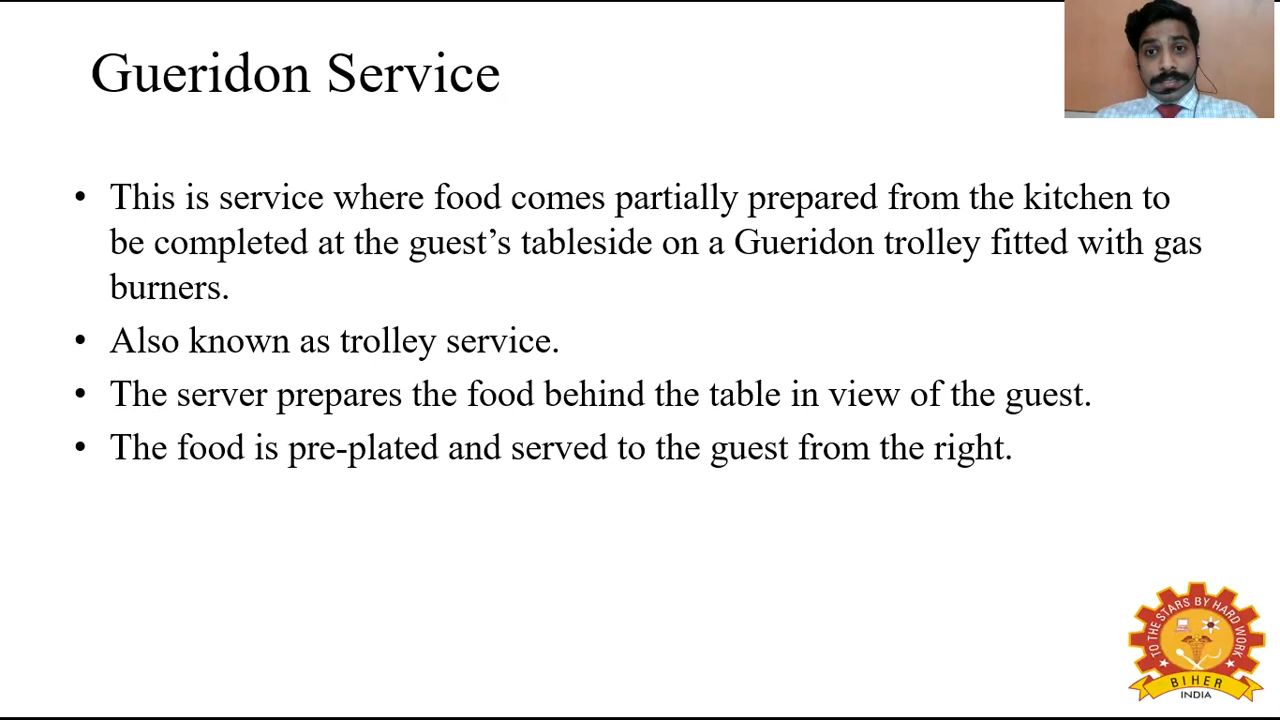 Gueridon Service
• This is service where food comes partially prepared from the kitchen to
be completed at the guest’s tableside on a Gueridon trolley fitted with gas
burners.
• Also known as trolley service.
• The server prepares the food behind the table in view of the guest.
• The food is pre-plated and served to the guest from the right.
TO THE STARS BY HARD WORK
BIHER
INDIA